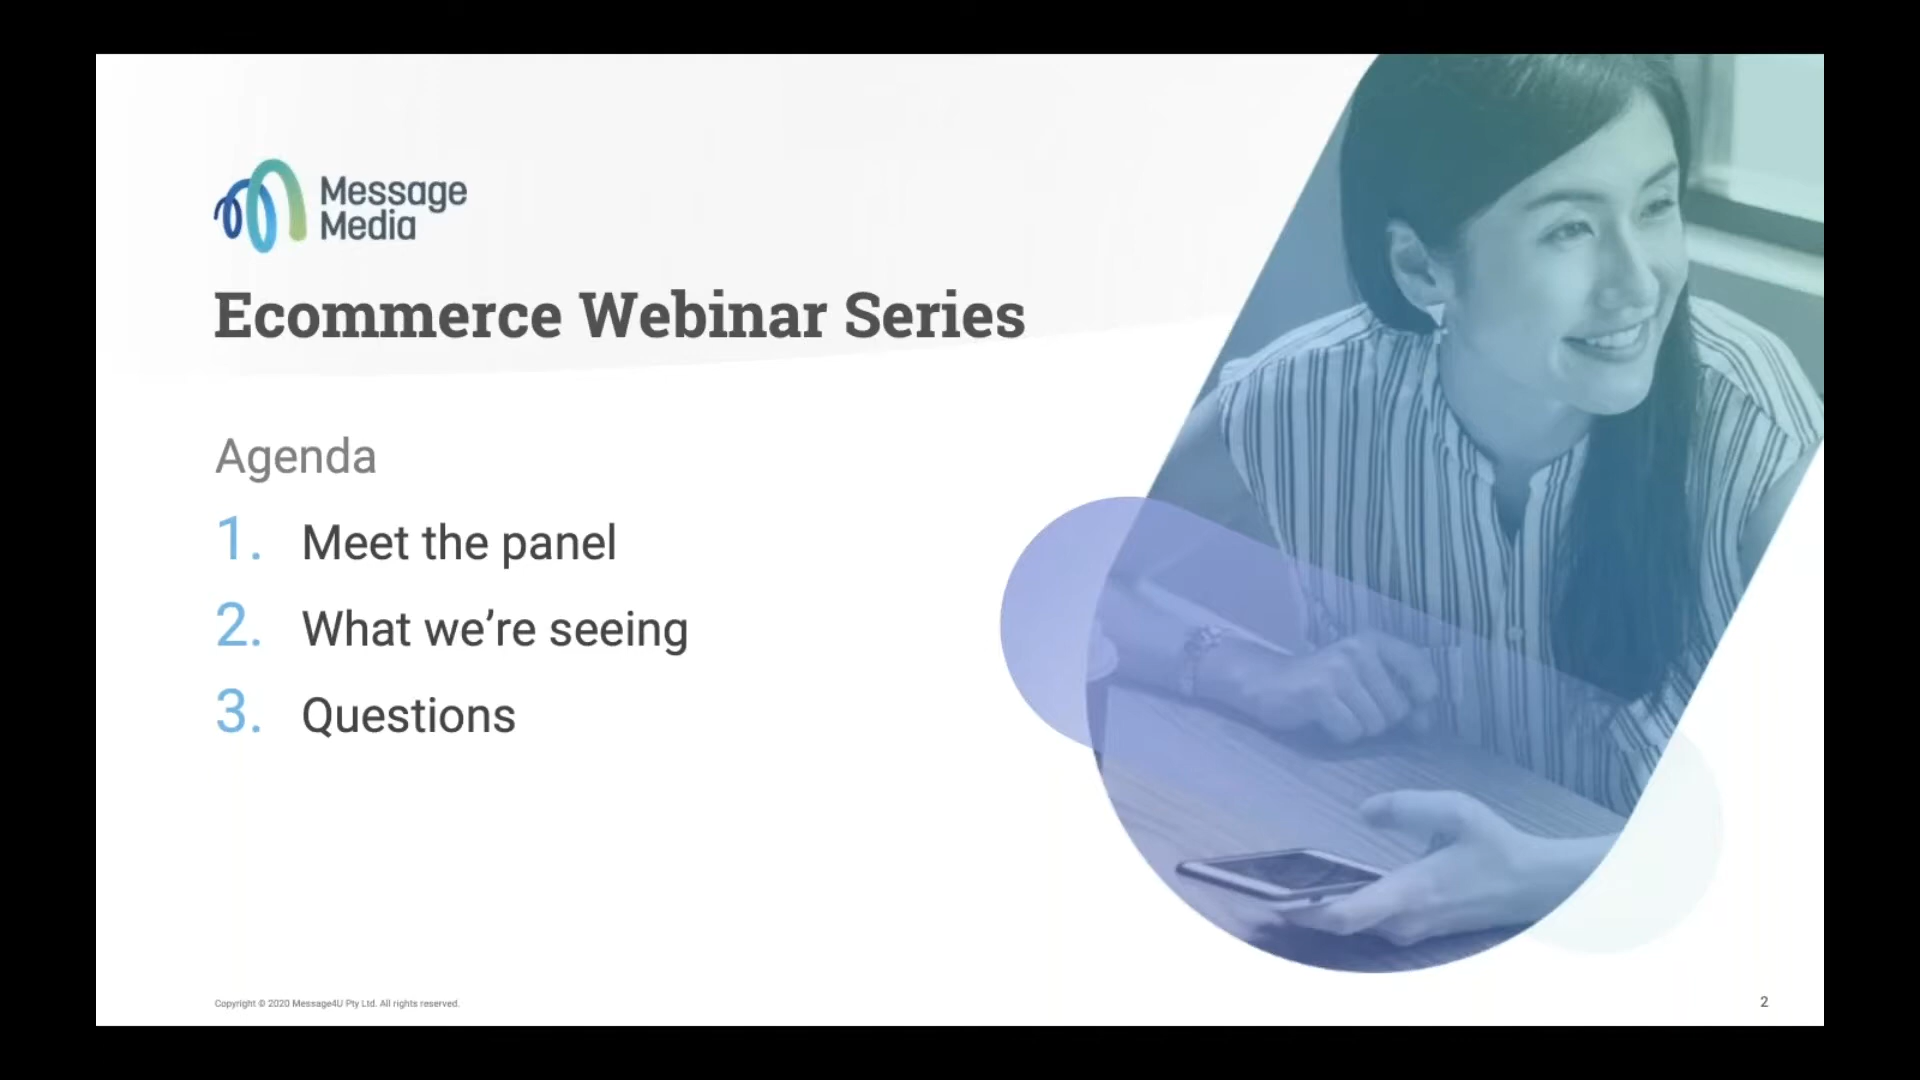 Message
Media
Ecommerce Webinar Series
Agenda
1. Meet the panel
2. What we’re seeing
3. Questions
Copyright © 2020 Message4U Pty Ltd. All rights reserved.
2